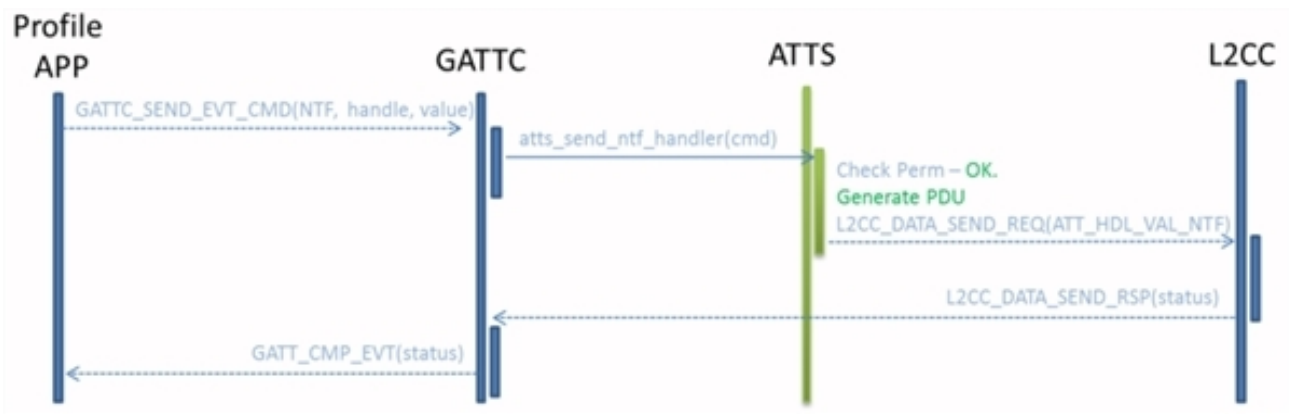 Profile
APP
GATTC
ATTS
L2CC
GATTC_SEND_EVT_CMD(NTF, handle, value)
atts_send_ntf_handler(cmd)
Check Perm – OK.
Generate PDU
L2CC_DATA_SEND_REQ(ATT_HDL_VAL_NTF)
L2CC_DATA_SEND_RSP(status)
GATT_CMP_EVT(status)